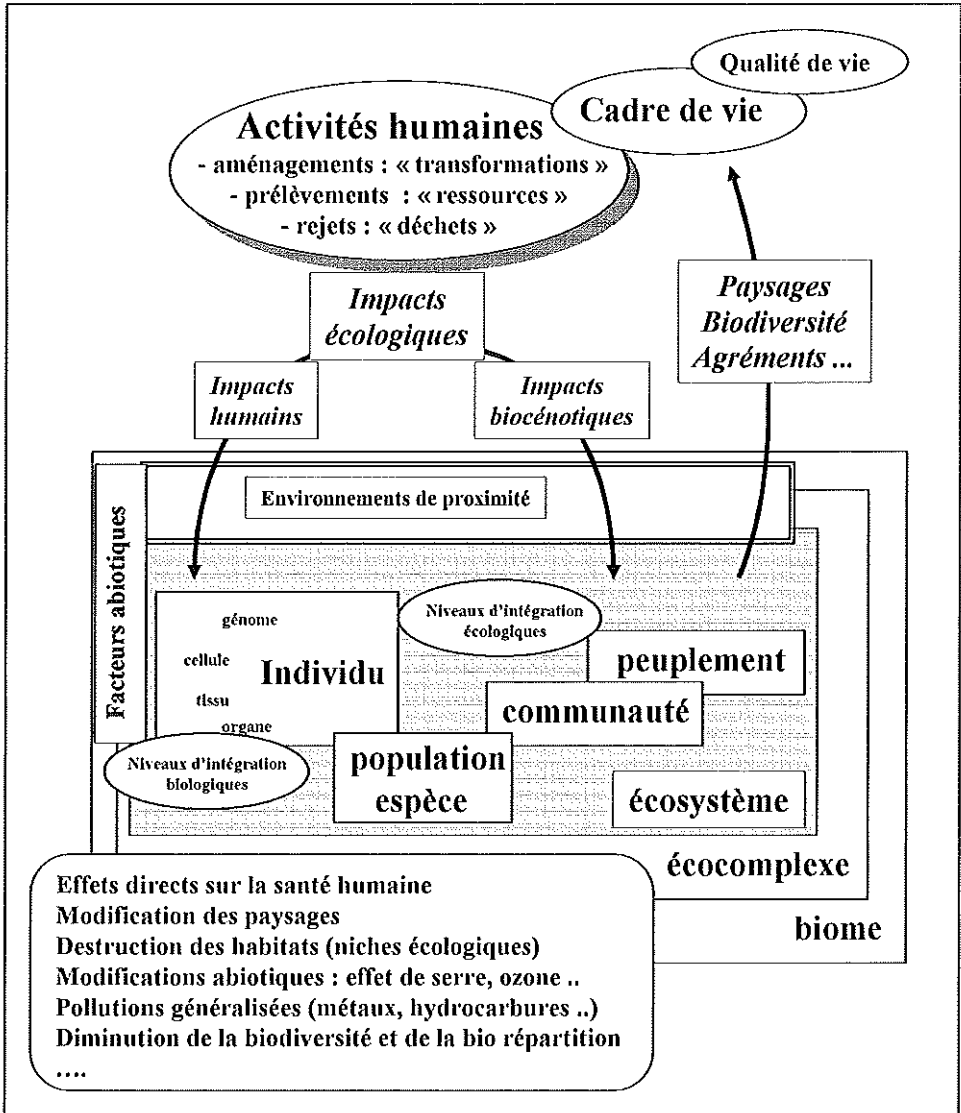 Qualité de vie
Cadre de vie
Activités humaines
- aménagements : « transformations »
- prélèvements : « ressources »
- rejets : « déchets »
Impacts
écologiques
Paysages
Biodiversité
Agréments ...
Impacts
humains
Impacts
biocénotiques
Facteurs abiotiques
Environnements de proximité
génome
cellule
Individu
tissu
organe
Niveaux d'intégration
écologiques
peuplement
communauté
Niveaux d'intégration
biologiques
population
espèce
écosystème
écocomplexe
biome
Effets directs sur la santé humaine
Modification des paysages
Destruction des habitats (niches écologiques)
Modifications abiotiques : effet de serre, ozone ..
Pollutions généralisées (métaux, hydrocarbures ..)
Diminution de la biodiversité et de la bio répartition
....